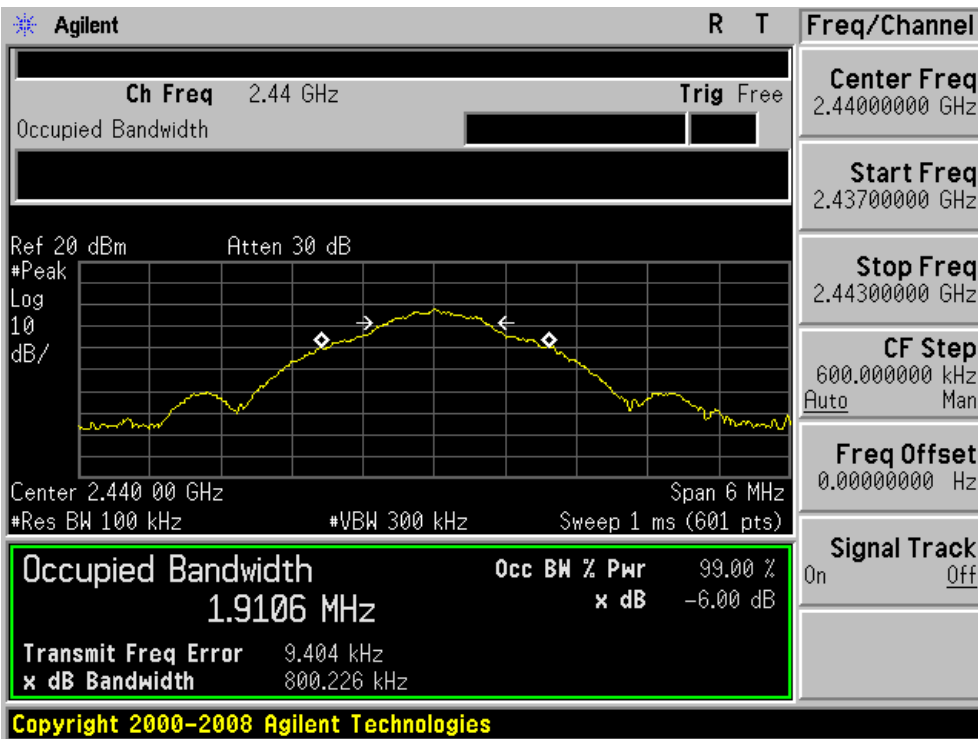 Agilent R T
Ch Freq 2.44 GHz Trig Free
Occupied Bandwidth
Ref 20 dBm Atten 30 dB
#Peak
Log
10
dB/
Center 2.440 00 GHz Span 6 MHz
#Res BW 100 kHz #VBW 300 kHz Sweep 1 ms (601 pts)
Occupied Bandwidth Occ BW % Pwr 99.00 %
1.9106 MHz x dB -6.00 dB
Transmit Freq Error 9.404 kHz
x dB Bandwidth 800.226 kHz
Copyright 2000-2008 Agilent Technologies
Freq/Channel
Center Freq
2.44000000 GHz
Start Freq
2.43700000 GHz
Stop Freq
2.44300000 GHz
CF Step
600.000000 kHz
Auto Man
Freq Offset
0.00000000 Hz
Signal Track
On Off